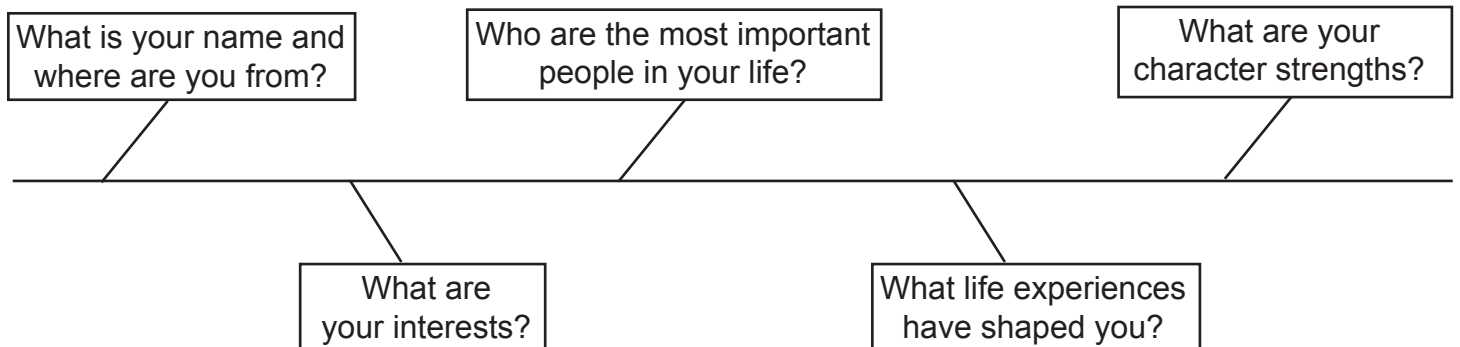 What is your name and
where are you from?
Who are the most important
people in your life?
What are your
character strengths?
What are
your interests?
What life experiences
have shaped you?